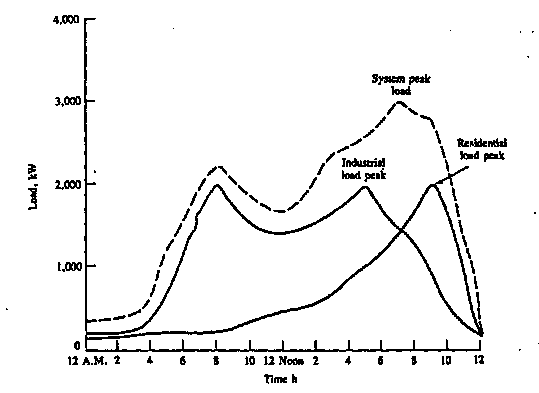 4,000
System peak
load
3,000
Residential
load peak
Industrial
load peak
Load, kW
2,000
1,000
0
12 A.M. 2 4 6 8 10 12 Noon 2 4 6 8 10 12
Time h